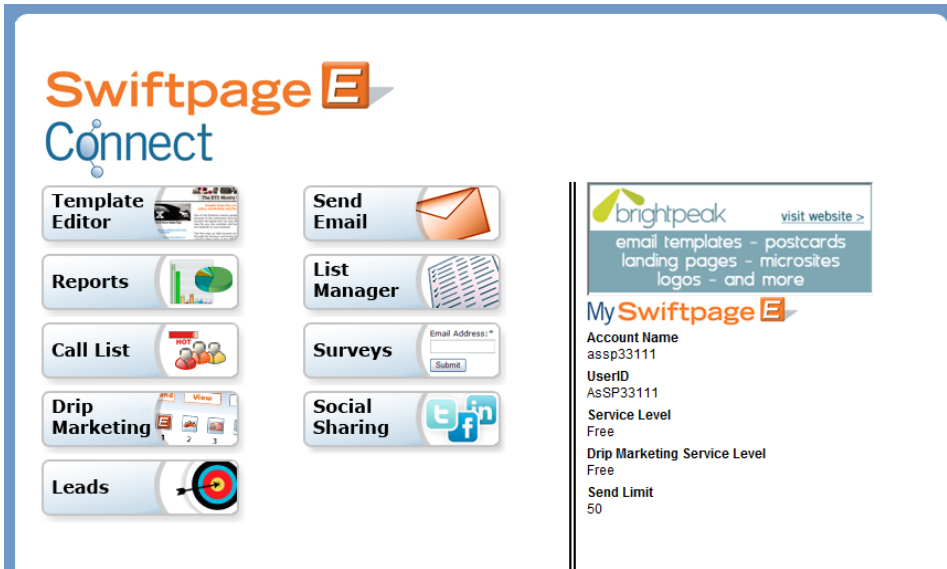 Swiftpage E
Connect
Template
Editor
Reports
Call List
HOT
Drip
Marketing
View
1 2 3
Leads
Send
Email
List
Manager
Surveys
Email Address:*
Submit
Social
Sharing
brightpeak
visit website >
email templates - postcards
landing pages - microsites
logos - and more
My Swiftpage E
Account Name
assp33111
UserID
AsSP33111
Service Level
Free
Drip Marketing Service Level
Free
Send Limit
50